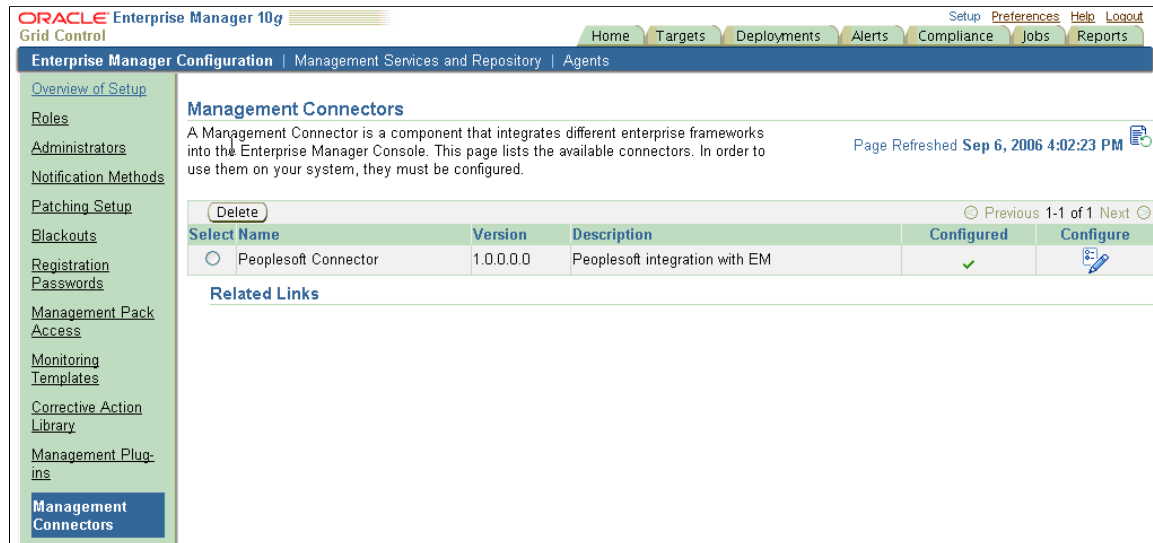 ORACLE Enterprise Manager 10g
Grid Control
Setup Preferences Help Logout
Home Targets Deployments Alerts Compliance Jobs Reports
Enterprise Manager Configuration | Management Services and Repository | Agents
Overview of Setup
Roles
Administrators
Notification Methods
Patching Setup
Blackouts
Registration
Passwords
Management Pack
Access
Monitoring
Templates
Corrective Action
Library
Management Plug-
ins
Management
Connectors
Management Connectors
A Management Connector is a component that integrates different enterprise frameworks
into the Enterprise Manager Console. This page lists the available connectors. In order to
use them on your system, they must be configured.
Page Refreshed Sep 6, 2006 4:02:23 PM
Delete
Previous 1-1 of 1 Next
Select Name Version Description Configured Configure
Peoplesoft Connector 1.0.0.0.0 Peoplesoft integration with EM
Related Links